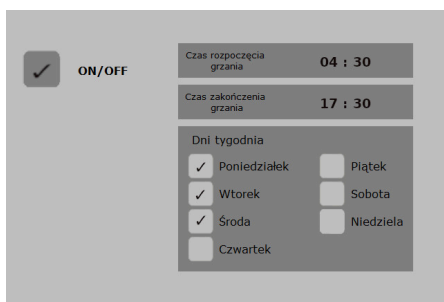 Czas rozpoczęcia
grzania
04 : 30
ON/OFF
Czas zakończenia
grzania
17 : 30
Dni tygodnia
✓ Poniedziałek
Piątek
✓ Wtorek
Sobota
✓ Środa
Niedziela
Czwartek